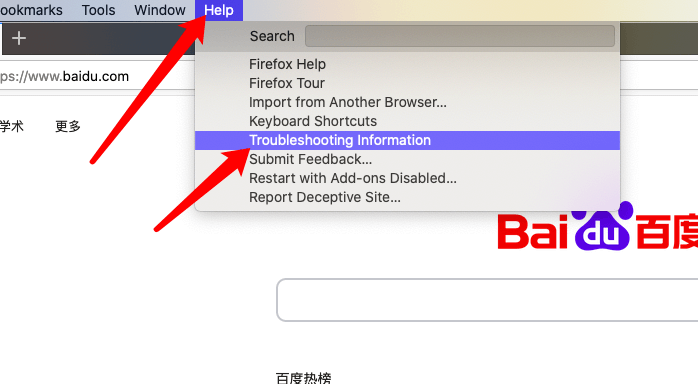 ookmarks Tools Window Help
Search
ps://www.baidu.com
Firefox Help
Firefox Tour
Import from Another Browser...
Keyboard Shortcuts
Troubleshooting Information
Submit Feedback...
Restart with Add-ons Disabled...
Report Deceptive Site...
学术 更多
Bai du 百度
百度热榜